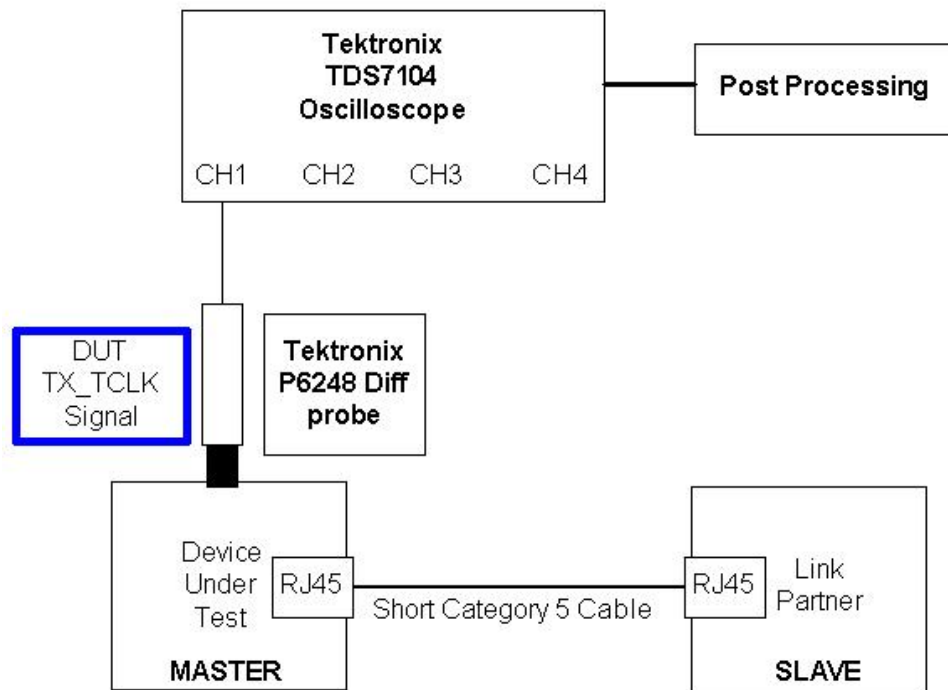 Tektronix
TDS7104
Oscilloscope
CH1 CH2 CH3 CH4
Post Processing
DUT
TX_TCLK
Signal
Tektronix
P6248 Diff
probe
Device
Under
Test
RJ45
MASTER
Short Category 5 Cable
RJ45
Link
Partner
SLAVE